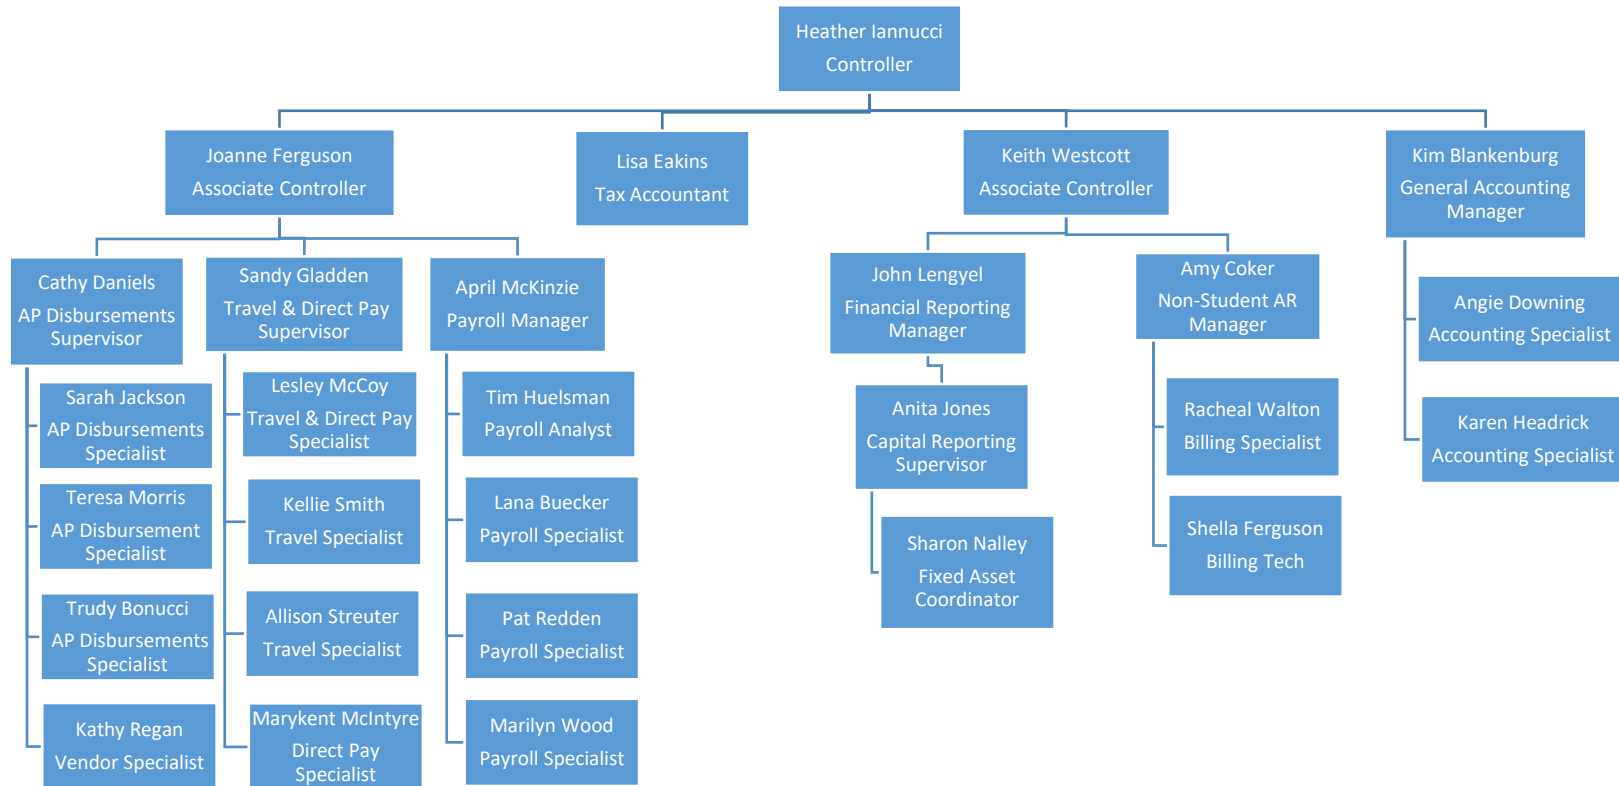 Heather Iannucci
Controller
Joanne Ferguson
Associate Controller
Lisa Eakins
Tax Accountant
Keith Westcott
Associate Controller
Kim Blankenburg
General Accounting
Manager
Cathy Daniels
AP Disbursements
Supervisor
Sandy Gladden
Travel & Direct Pay
Supervisor
April McKinzie
Payroll Manager
John Lengyel
Financial Reporting
Manager
Amy Coker
Non-Student AR
Manager
Angie Downing
Accounting Specialist
Karen Headrick
Accounting Specialist
Sarah Jackson
AP Disbursements
Specialist
Teresa Morris
AP Disbursement
Specialist
Trudy Bonucci
AP Disbursements
Specialist
Kathy Regan
Vendor Specialist
Lesley McCoy
Travel & Direct Pay
Specialist
Kellie Smith
Travel Specialist
Allison Streuter
Travel Specialist
Marykent McIntyre
Direct Pay
Specialist
Tim Huelsman
Payroll Analyst
Lana Buecker
Payroll Specialist
Pat Redden
Payroll Specialist
Marilyn Wood
Payroll Specialist
Anita Jones
Capital Reporting
Supervisor
Sharon Nalley
Fixed Asset
Coordinator
Racheal Walton
Billing Specialist
Shella Ferguson
Billing Tech